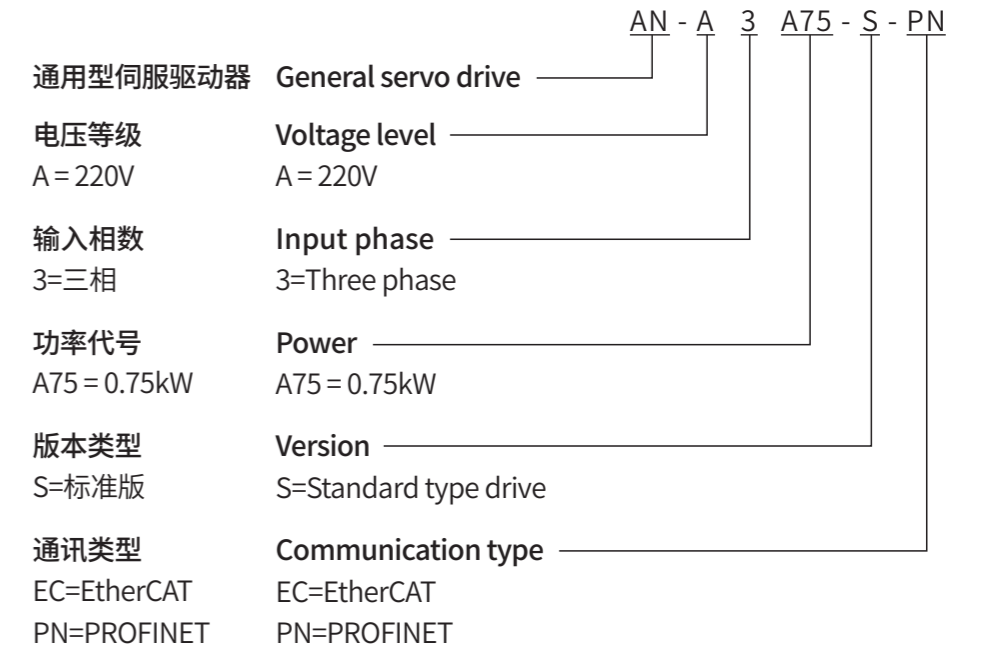 AN - A 3 A75 - S - PN
通用型伺服驱动器 General servo drive
电压等级 Voltage level
A = 220V A = 220V
输入相数 Input phase
3=三相 3=Three phase
功率代号 Power
A75 = 0.75kW A75 = 0.75kW
版本类型 Version
S=标准版 S=Standard type drive
通讯类型 Communication type
EC=EtherCAT EC=EtherCAT
PN=PROFINET PN=PROFINET